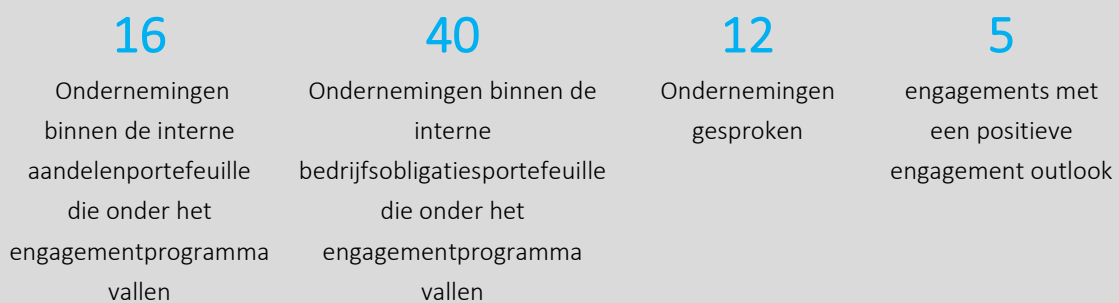 16
Ondernemingen
binnen de interne
aandelenportefeuille
die onder het
engagementprogramma
vallen
40
Ondernemingen binnen de
interne
bedrijfsobligatiesportefeuille
die onder het
engagementprogramma
vallen
12
Ondernemingen
gesproken
5
engagements met
een positieve
engagement outlook